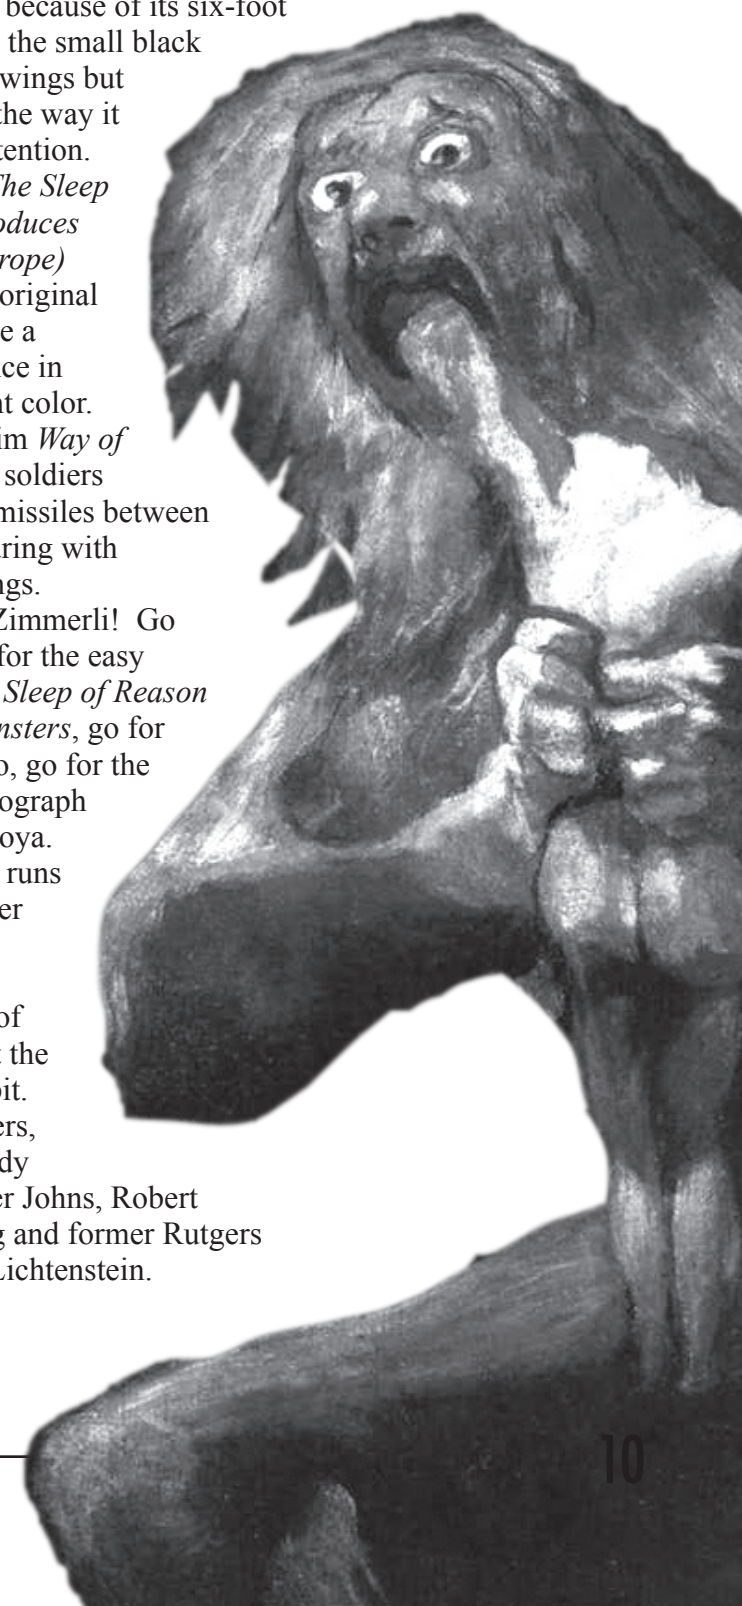 because of its six-foot
the small black
wings but
the way it
tention.
The Sleep
oduces
rope)
original
e a
ce in
nt color.
im Way of
soldiers
missiles between
ring with
ngs.
Zimmerli!  Go
for the easy
Sleep of Reason
nsters, go for
o, go for the
ograph
oya.
runs
er
of
t the
bit.
ers,
dy
er Johns, Robert
g and former Rutgers
Lichtenstein.
10